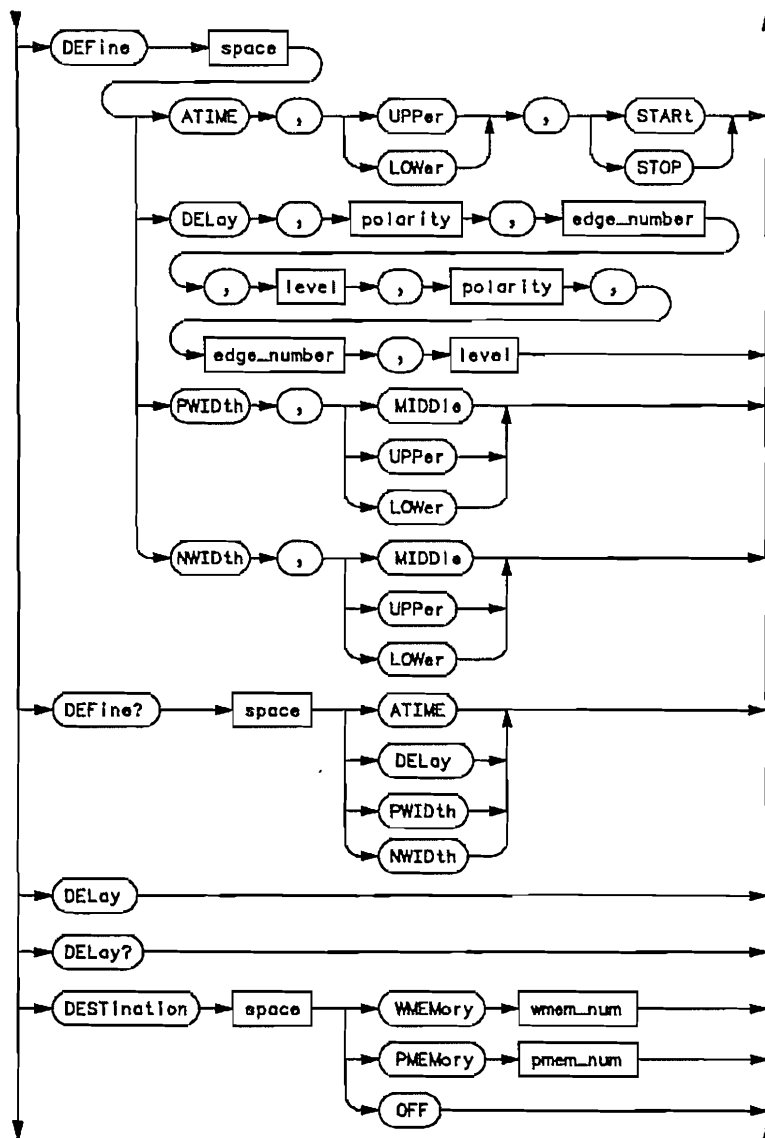 DEFine space
ATIME , UPPer , STARt
LOWer STOP
DELay , polarity , edge_number
, level , polarity ,
edge_number , level
PWIDth , MIDDle
UPPer
LOWer
NWIDth , MIDDle
UPPer
LOWer
DEFine? space ATIME
DELay
PWIDth
NWIDth
DELay
DELay?
DESTination space WMEMory wmem_num
PMEMory pmem_num
OFF